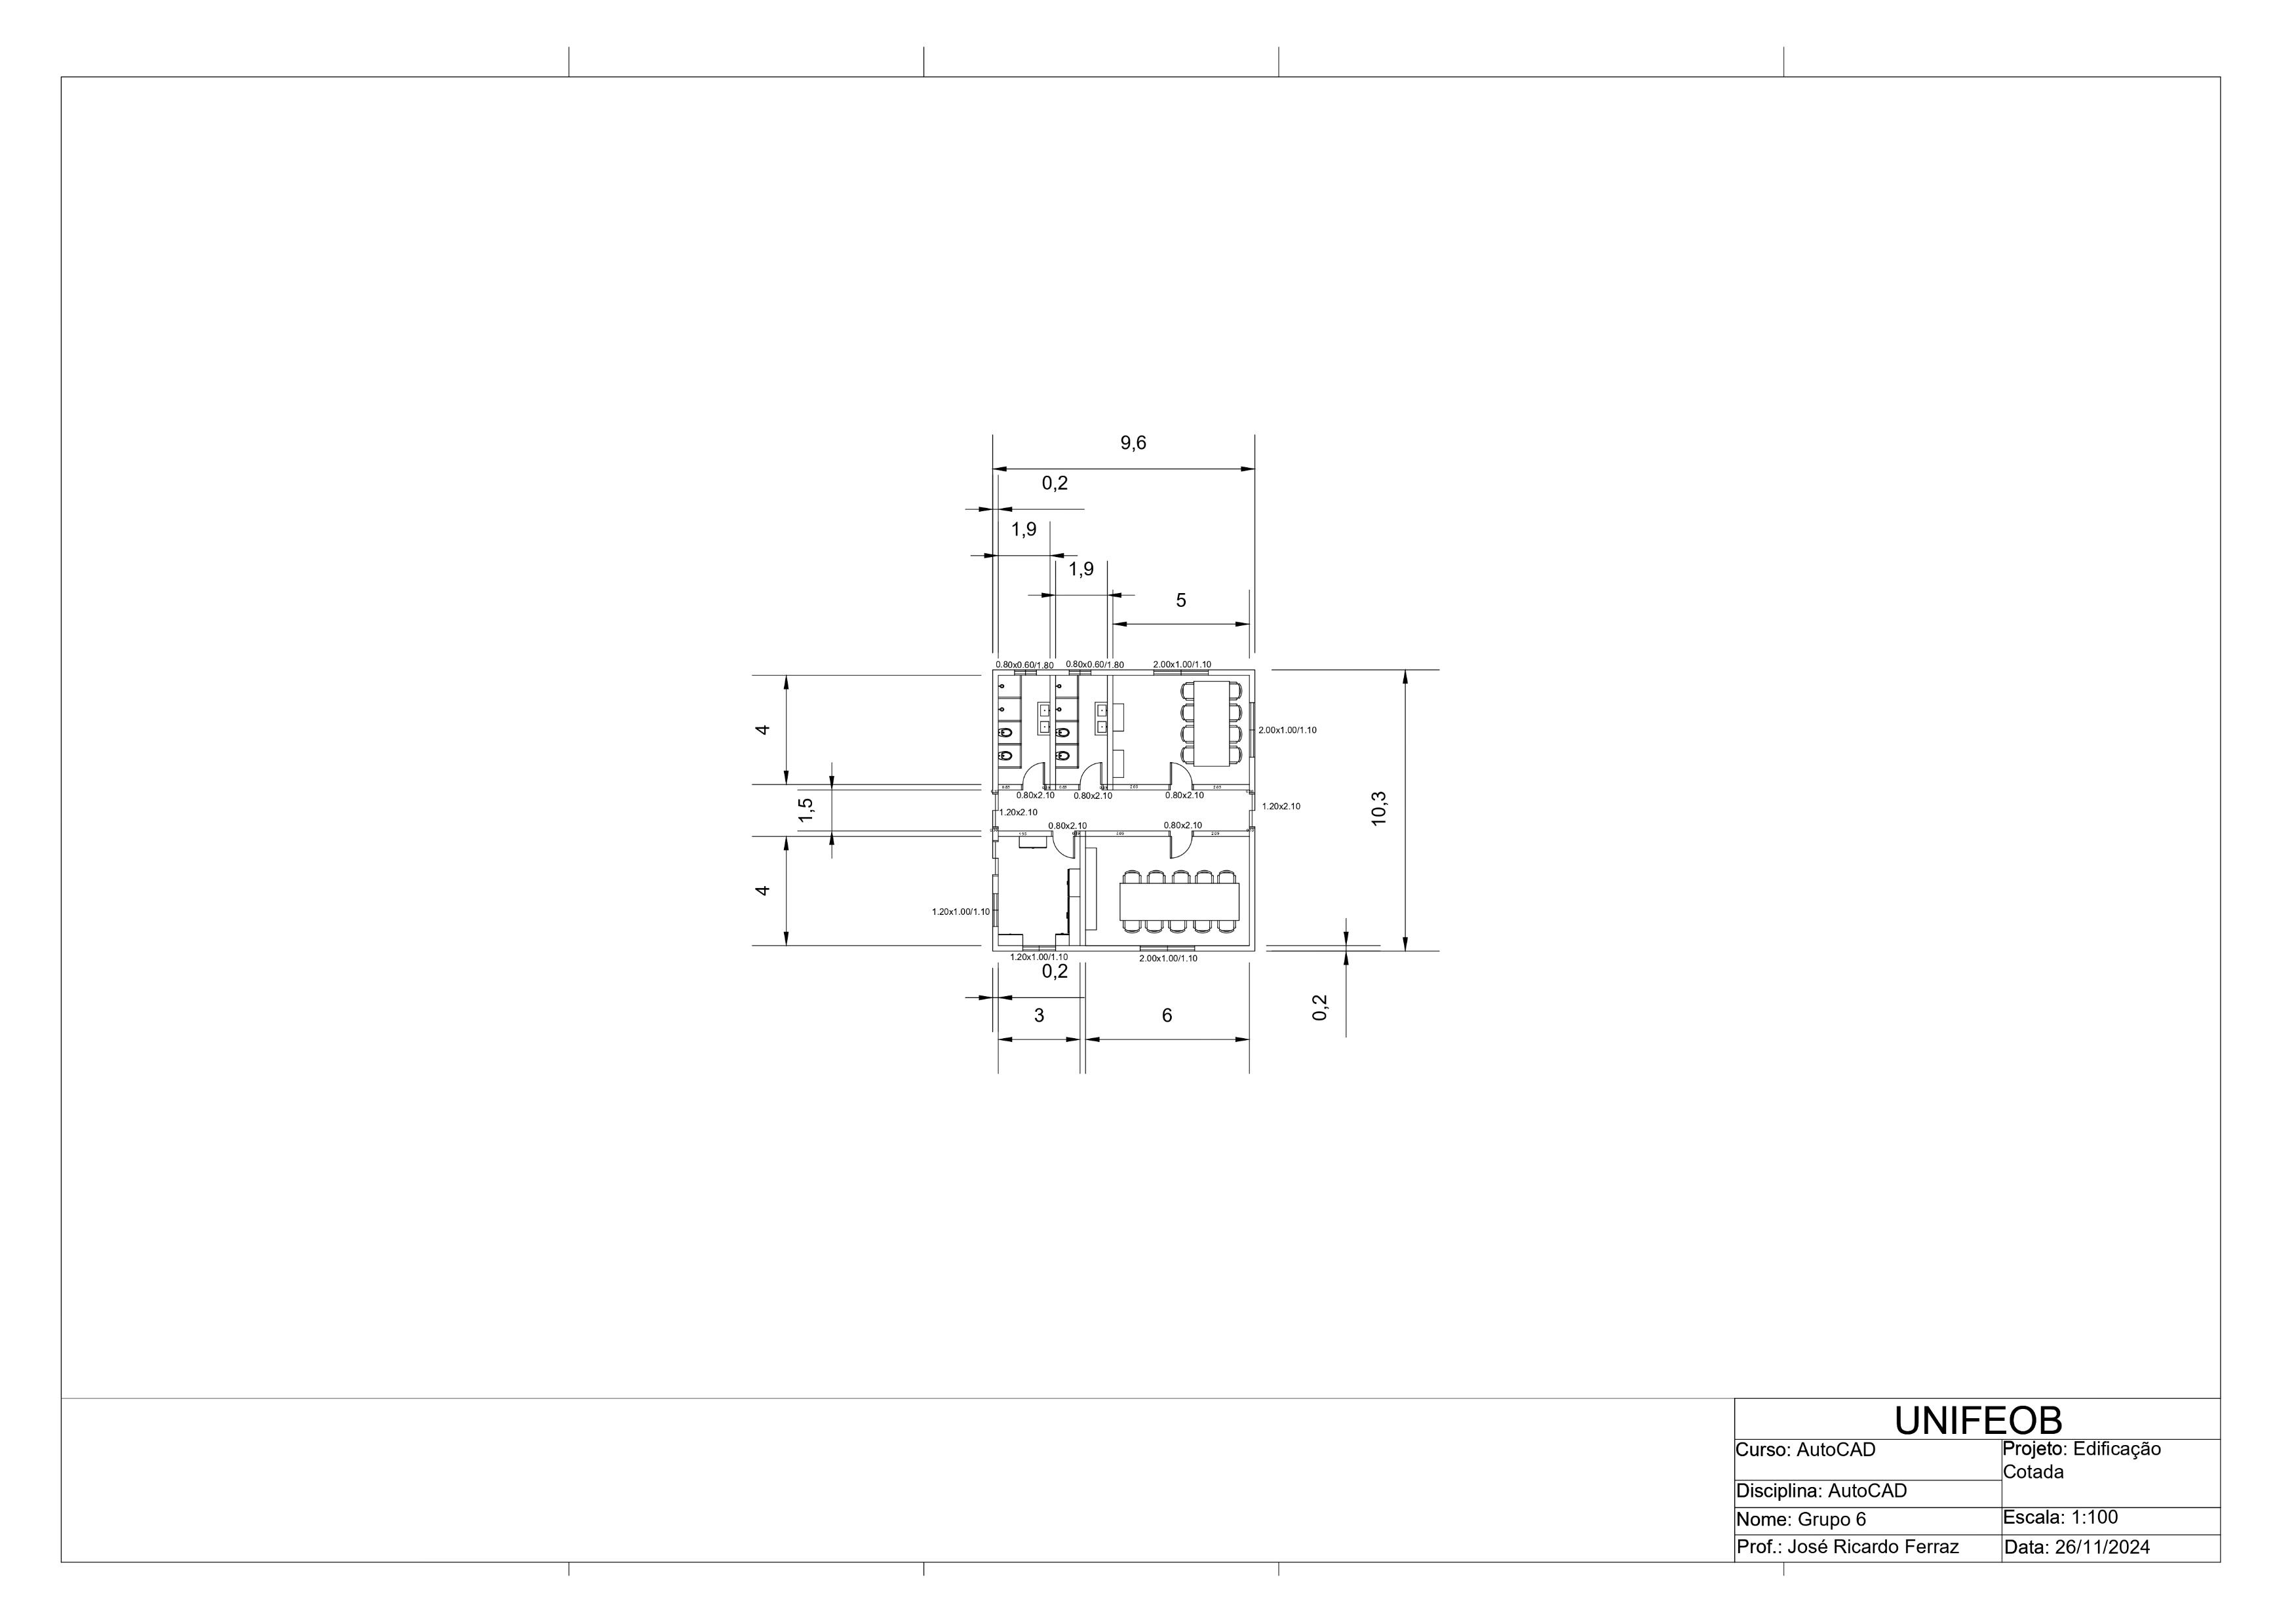 9,6
0,2
1,9
1,9
5
0.80x0.60/1.80
0.80x0.60/1.80
2.00x1.00/1.10
4
2.00x1.00/1.10
1,5
0.80x2.10
0.80x2.10
0.80x2.10
1.20x2.10
1.20x2.10
10,3
0.80x2.10
0.80x2.10
4
1.20x1.00/1.10
1.20x1.00/1.10
2.00x1.00/1.10
0,2
0,2
3
6
UNIFEOB
Curso: AutoCAD
Projeto: Edificação
Cotada
Disciplina: AutoCAD
Nome: Grupo 6
Escala: 1:100
Prof.: José Ricardo Ferraz
Data: 26/11/2024